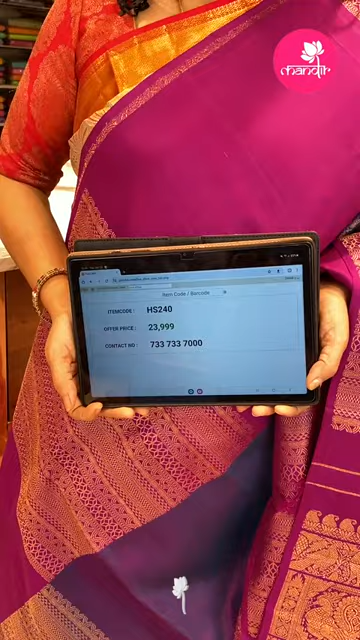 mandir
Item Code / Barcode
ITEMCODE : HS240
OFFER PRICE : 23,999
CONTACT NO : 733 733 7000